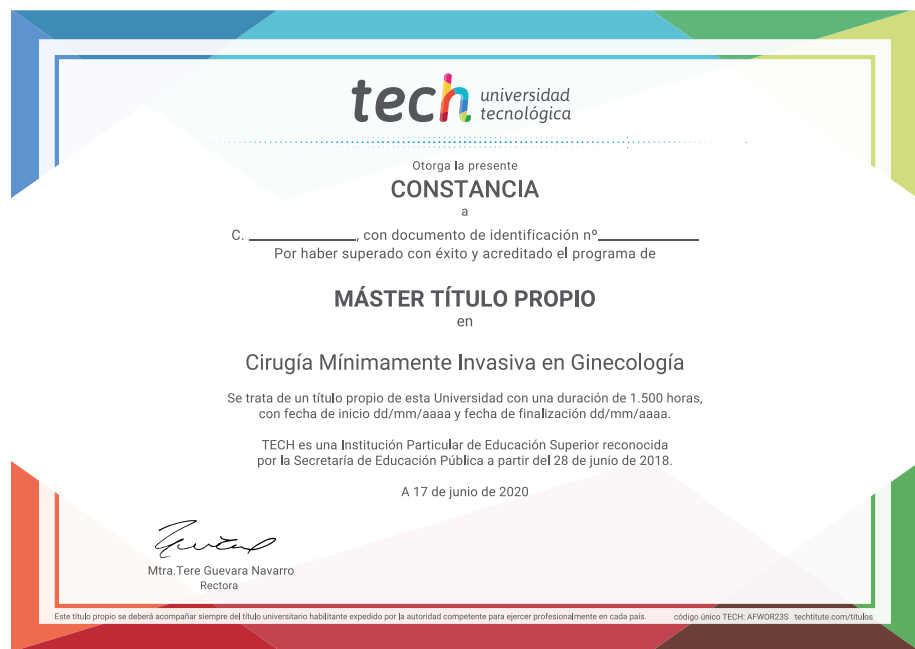 tech universidad
tecnológica
Otorga la presente
CONSTANCIA
a
C. ____________, con documento de identificación nº____________
Por haber superado con éxito y acreditado el programa de
MÁSTER TÍTULO PROPIO
en
Cirugía Mínimamente Invasiva en Ginecología
Se trata de un título propio de esta Universidad con una duración de 1.500 horas,
con fecha de inicio dd/mm/aaaa y fecha de finalización dd/mm/aaaa.
TECH es una Institución Particular de Educación Superior reconocida
por la Secretaría de Educación Pública a partir del 28 de junio de 2018.
A 17 de junio de 2020
Mtra.Tere Guevara Navarro
Rectora
Este título propio se deberá acompañar siempre del título universitario habilitante expedido por la autoridad competente para ejercer profesionalmente en cada país. código único TECH: AFWOR23S techtitute.com/titulos